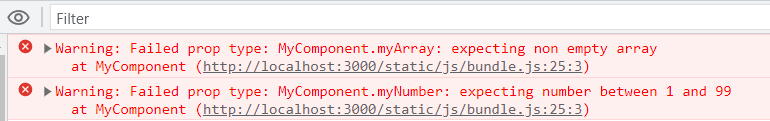 Filter
Warning: Failed prop type: MyComponent.myArray: expecting non empty array
at MyComponent (http://localhost:3000/static/js/bundle.js:25:3)
Warning: Failed prop type: MyComponent.myNumber: expecting number between 1 and 99
at MyComponent (http://localhost:3000/static/js/bundle.js:25:3)